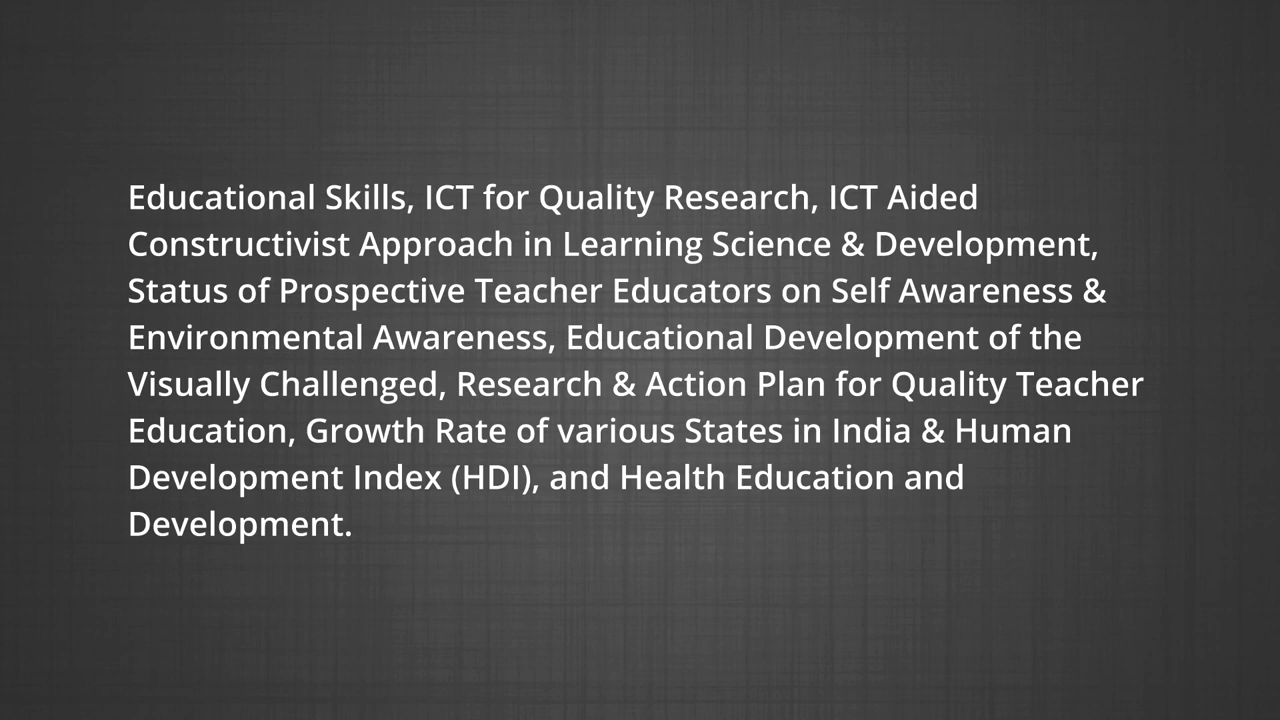 Educational Skills, ICT for Quality Research, ICT Aided
Constructivist Approach in Learning Science & Development,
Status of Prospective Teacher Educators on Self Awareness &
Environmental Awareness, Educational Development of the
Visually Challenged, Research & Action Plan for Quality Teacher
Education, Growth Rate of various States in India & Human
Development Index (HDI), and Health Education and
Development.